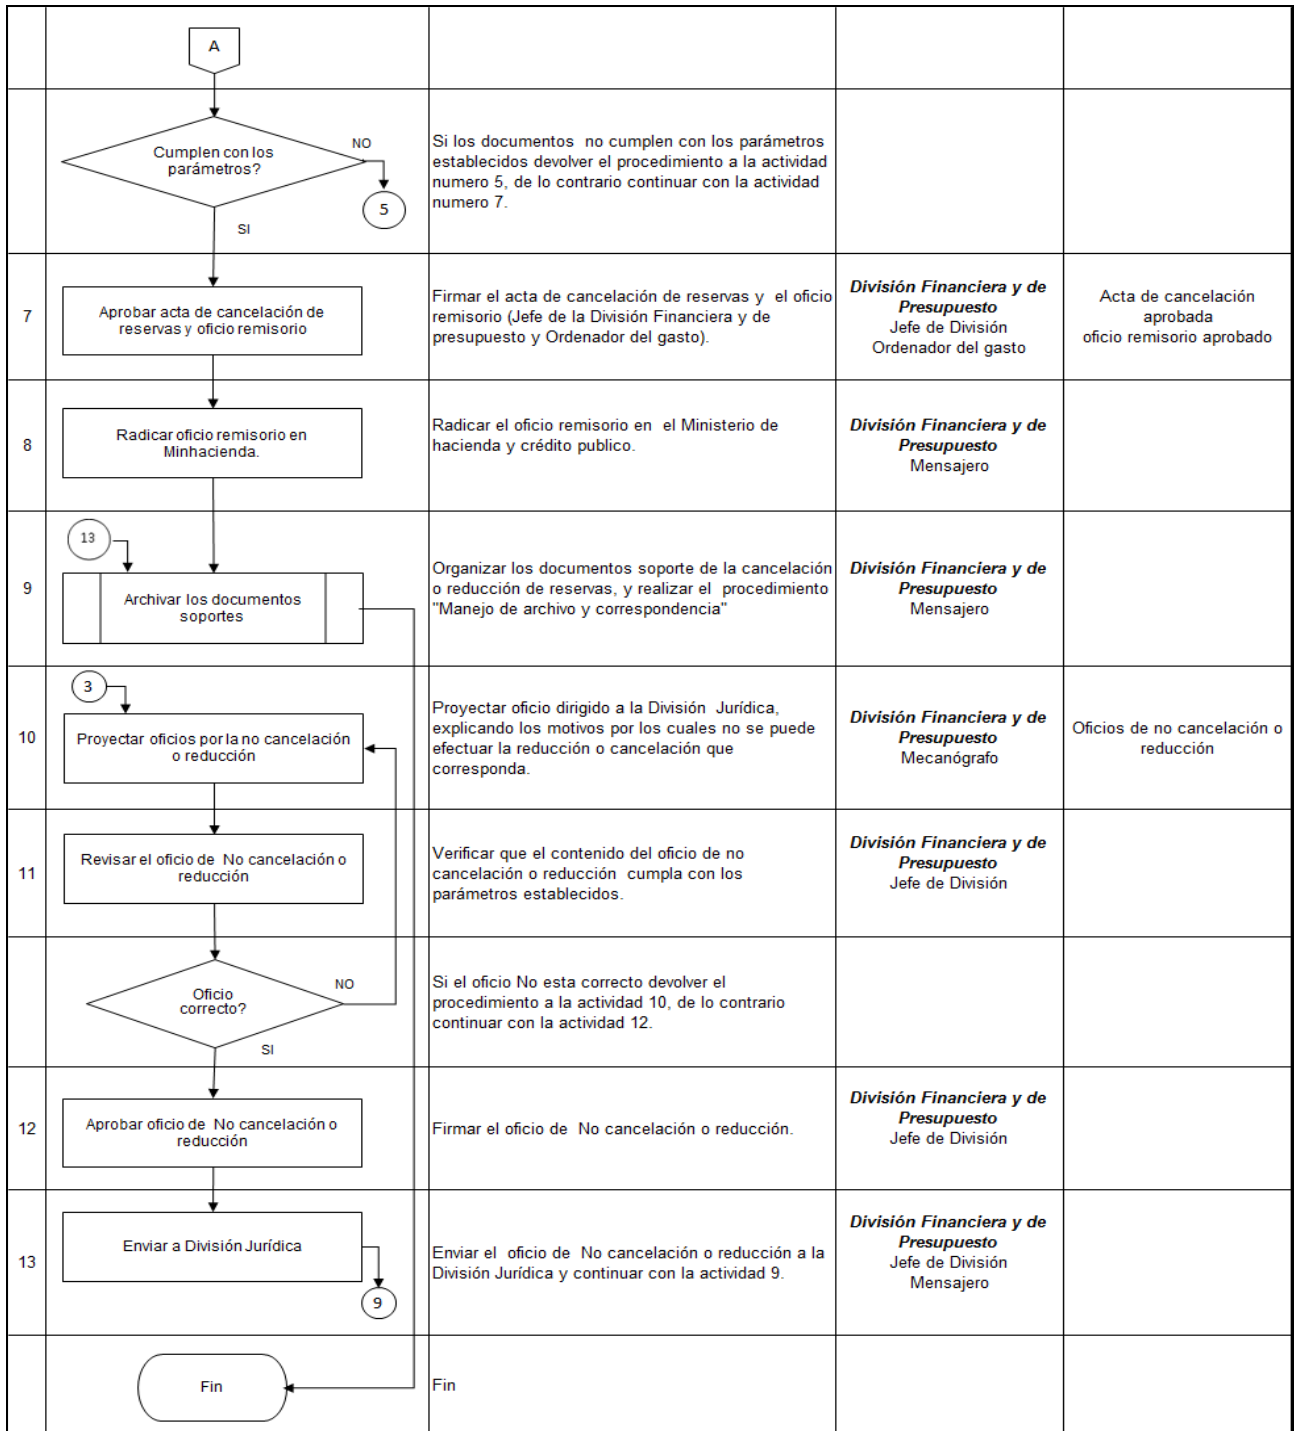 A
Cumplen con los
parámetros?
NO
5
SI
Si los documentos no cumplen con los parámetros
establecidos devolver el procedimiento a la actividad
numero 5, de lo contrario continuar con la actividad
numero 7.
7
Aprobar acta de cancelación de
reservas y oficio remisorio
Firmar el acta de cancelación de reservas y el oficio
remisorio (Jefe de la División Financiera y de
presupuesto y Ordenador del gasto).
División Financiera y de
Presupuesto
Jefe de División
Ordenador del gasto
Acta de cancelación
aprobada
oficio remisorio aprobado
8
Radicar oficio remisorio en
Minhacienda.
Radicar el oficio remisorio en el Ministerio de
hacienda y crédito publico.
División Financiera y de
Presupuesto
Mensajero
13
9
Archivar los documentos
soportes
Organizar los documentos soporte de la cancelación
o reducción de reservas, y realizar el procedimiento
"Manejo de archivo y correspondencia"
División Financiera y de
Presupuesto
Mensajero
3
10
Proyectar oficios por la no cancelación
o reducción
Proyectar oficio dirigido a la División Jurídica,
explicando los motivos por los cuales no se puede
efectuar la reducción o cancelación que
corresponda.
División Financiera y de
Presupuesto
Mecanógrafo
Oficios de no cancelación o
reducción
11
Revisar el oficio de No cancelación o
reducción
Verificar que el contenido del oficio de no
cancelación o reducción cumpla con los
parámetros establecidos.
División Financiera y de
Presupuesto
Jefe de División
Oficio
correcto?
NO
SI
Si el oficio No esta correcto devolver el
procedimiento a la actividad 10, de lo contrario
continuar con la actividad 12.
12
Aprobar oficio de No cancelación o
reducción
Firmar el oficio de No cancelación o reducción.
División Financiera y de
Presupuesto
Jefe de División
13
Enviar a División Jurídica
9
Enviar el oficio de No cancelación o reducción a la
División Jurídica y continuar con la actividad 9.
División Financiera y de
Presupuesto
Jefe de División
Mensajero
Fin
Fin